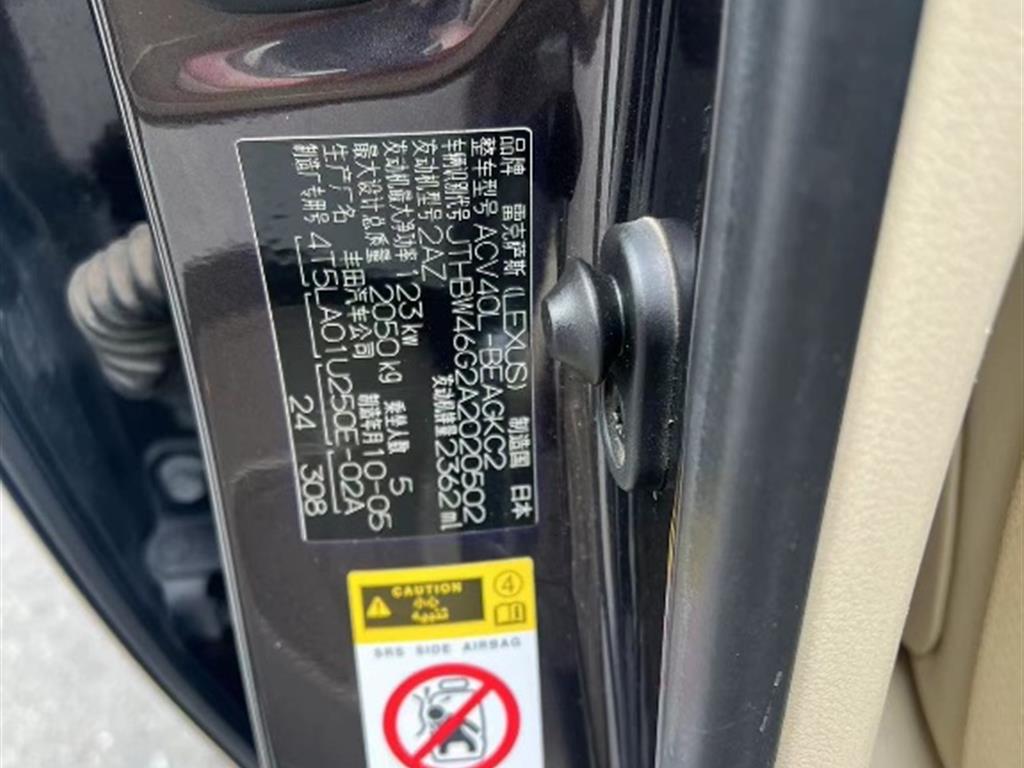 品牌 雷克萨斯 (LEXUS) 制造国 日本
整车型号 ACV40L-BEAGKC2
车辆识别代号 JTHBW46G2A2020502
发动机型号 2AZ 发动机排量 2362ml
发动机最大净功率 123kW
最大设计总质量 2050kg 乘坐人数 5
生产厂名 丰田汽车公司 制造年月 10-05
制造厂专用号 4T5LA01U250E-02A
24 308
CAUTION
小心
تنبيه
4
SRS SIDE AIRBAG